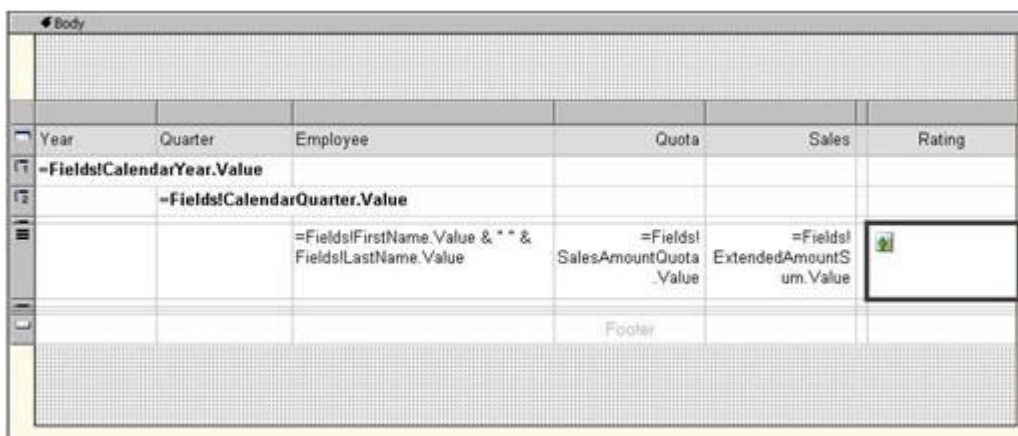 Body
Year Quarter Employee Quota Sales Rating
=Fields!CalendarYear.Value
=Fields!CalendarQuarter.Value
=Fields!FirstName.Value & " " &
Fields!LastName.Value
=Fields!
SalesAmountQuota
.Value
=Fields!
ExtendedAmountS
um.Value
Footer